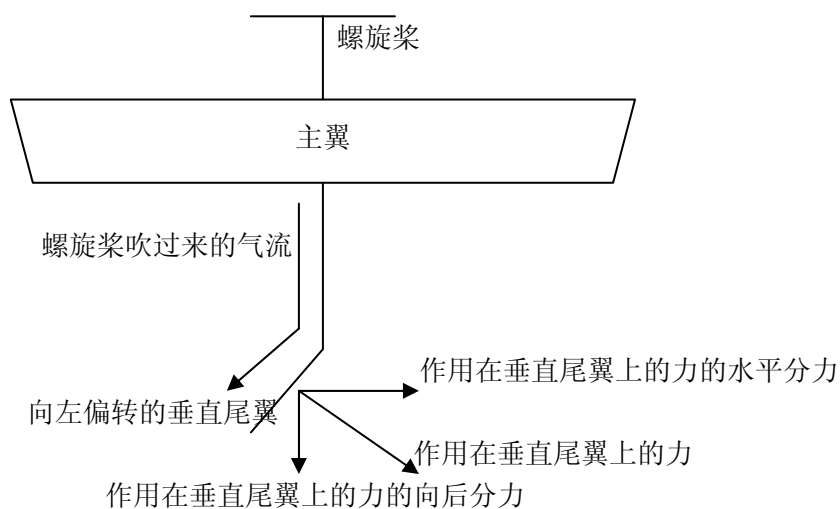 螺旋桨
主翼
螺旋桨吹过来的气流
作用在垂直尾翼上的力的水平分力
向左偏转的垂直尾翼
作用在垂直尾翼上的力
作用在垂直尾翼上的力的向后分力